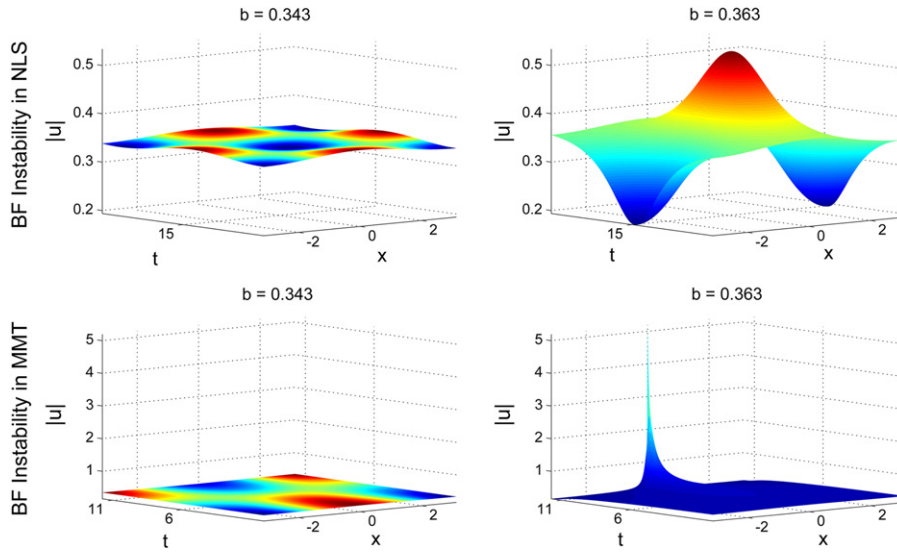 b = 0.343
b = 0.363
BF Instability in NLS
|u|
0.5
0.4
0.3
0.2
15
t
-2
0
2
x
0.5
0.4
0.3
0.2
15
t
-2
0
2
x
b = 0.343
b = 0.363
BF Instability in MMT
|u|
5
4
3
2
1
11
6
t
-2
0
2
x
|u|
5
4
3
2
1
11
6
t
-2
0
2
x